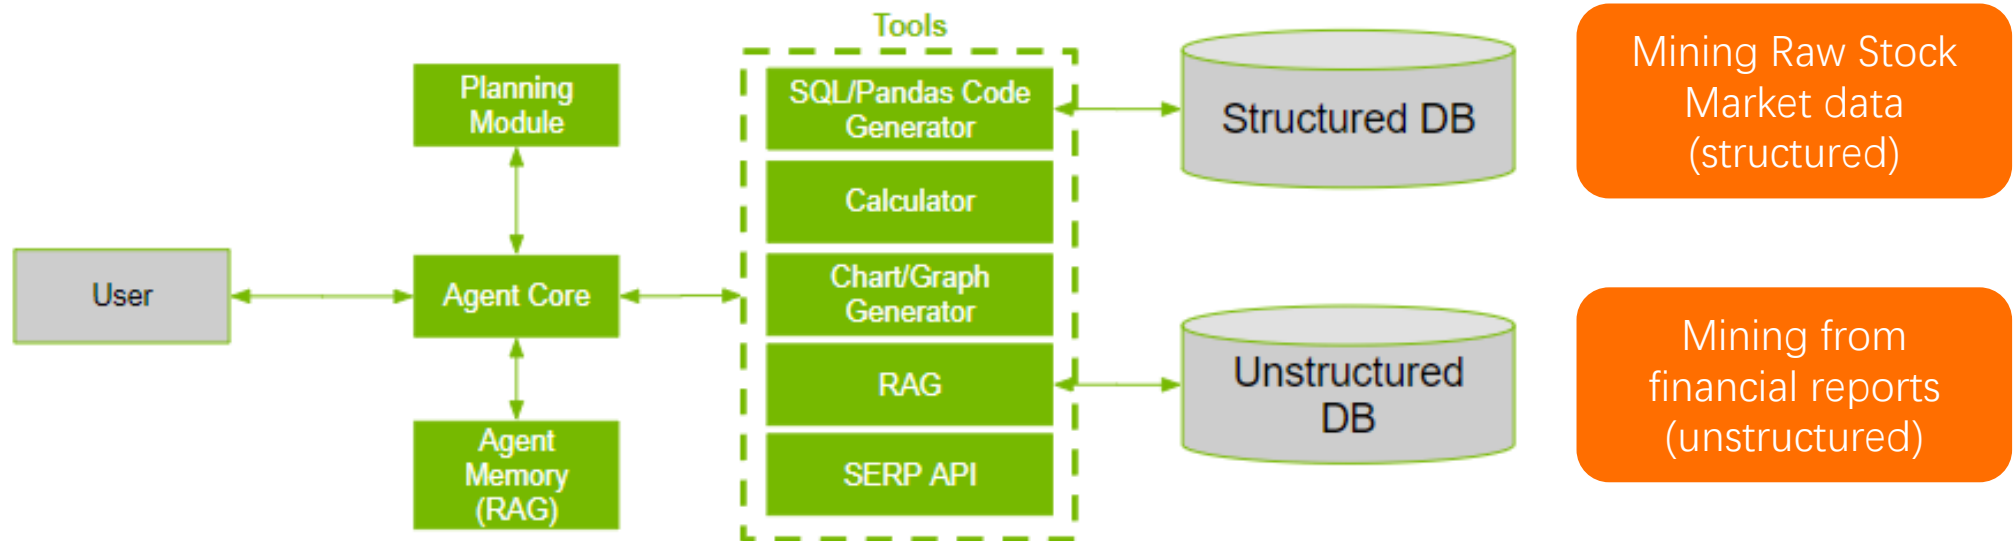 Tools
Planning
Module
SQL/Pandas Code
Generator
Structured DB
Mining Raw Stock
Market data
(structured)
Calculator
User
Agent Core
Chart/Graph
Generator
RAG
Unstructured
DB
Mining from
financial reports
(unstructured)
Agent
Memory
(RAG)
SERP API